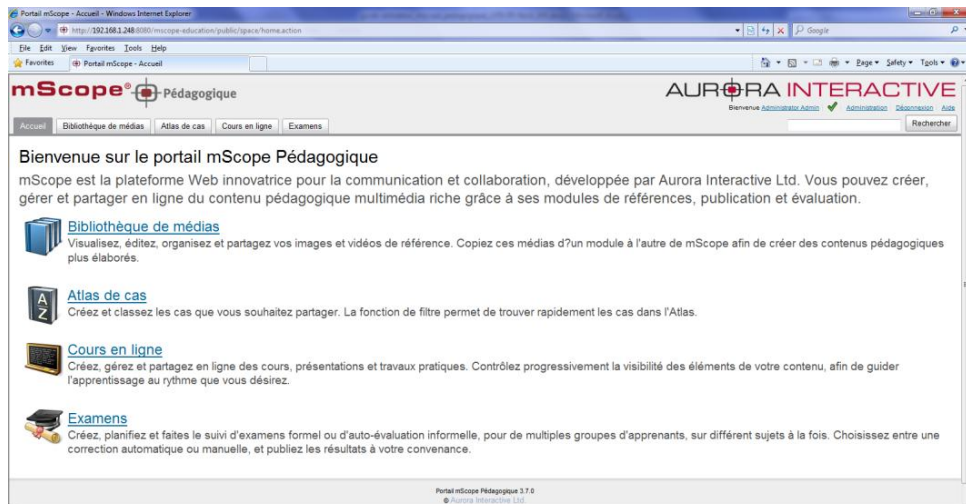 Portail mScope - Accueil - Windows Internet Explorer
http://192.168.1.248:8080/mscope-education/public/space/home.action
Google
File Edit View Favorites Tools Help
Favorites Portail mScope - Accueil
Page Safety Tools
mScope® Pédagogique
AURORA INTERACTIVE
Bienvenue Administrator Admin Administration Déconnexion Aide
Accueil Bibliothèque de médias Atlas de cas Cours en ligne Examens Rechercher
Bienvenue sur le portail mScope Pédagogique
mScope est la plateforme Web innovatrice pour la communication et collaboration, développée par Aurora Interactive Ltd. Vous pouvez créer,
gérer et partager en ligne du contenu pédagogique multimédia riche grâce à ses modules de références, publication et évaluation.
Bibliothèque de médias
Visualisez, éditez, organisez et partagez vos images et vidéos de référence. Copiez ces médias d?un module à l'autre de mScope afin de créer des contenus pédagogiques
plus élaborés.
A Z
Atlas de cas
Créez et classez les cas que vous souhaitez partager. La fonction de filtre permet de trouver rapidement les cas dans l'Atlas.
Cours en ligne
Créez, gérez et partagez en ligne des cours, présentations et travaux pratiques. Contrôlez progressivement la visibilité des éléments de votre contenu, afin de guider
l'apprentissage au rythme que vous désirez.
Examens
Créez, planifiez et faites le suivi d'examens formel ou d'auto-évaluation informelle, pour de multiples groupes d'apprenants, sur différent sujets à la fois. Choisissez entre une
correction automatique ou manuelle, et publiez les résultats à votre convenance.
Portail mScope Pédagogique 3.7.0
© Aurora Interactive Ltd.